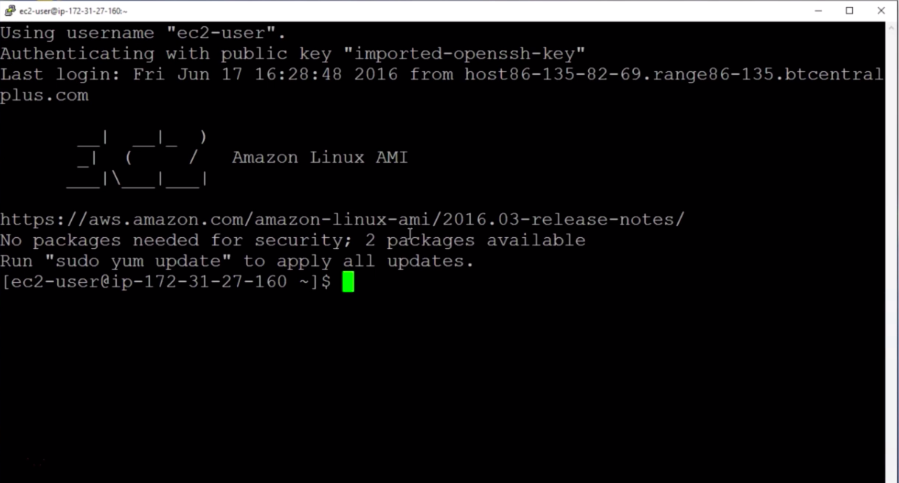 ec2-user@ip-172-31-27-160:~
Using username "ec2-user".
Authenticating with public key "imported-openssh-key"
Last login: Fri Jun 17 16:28:48 2016 from host86-135-82-69.range86-135.btcentral
plus.com
       __|  __|_  )
       _|  (     /   Amazon Linux AMI
      ___|\___|___|
https://aws.amazon.com/amazon-linux-ami/2016.03-release-notes/
No packages needed for security; 2 packages available
Run "sudo yum update" to apply all updates.
[ec2-user@ip-172-31-27-160 ~]$